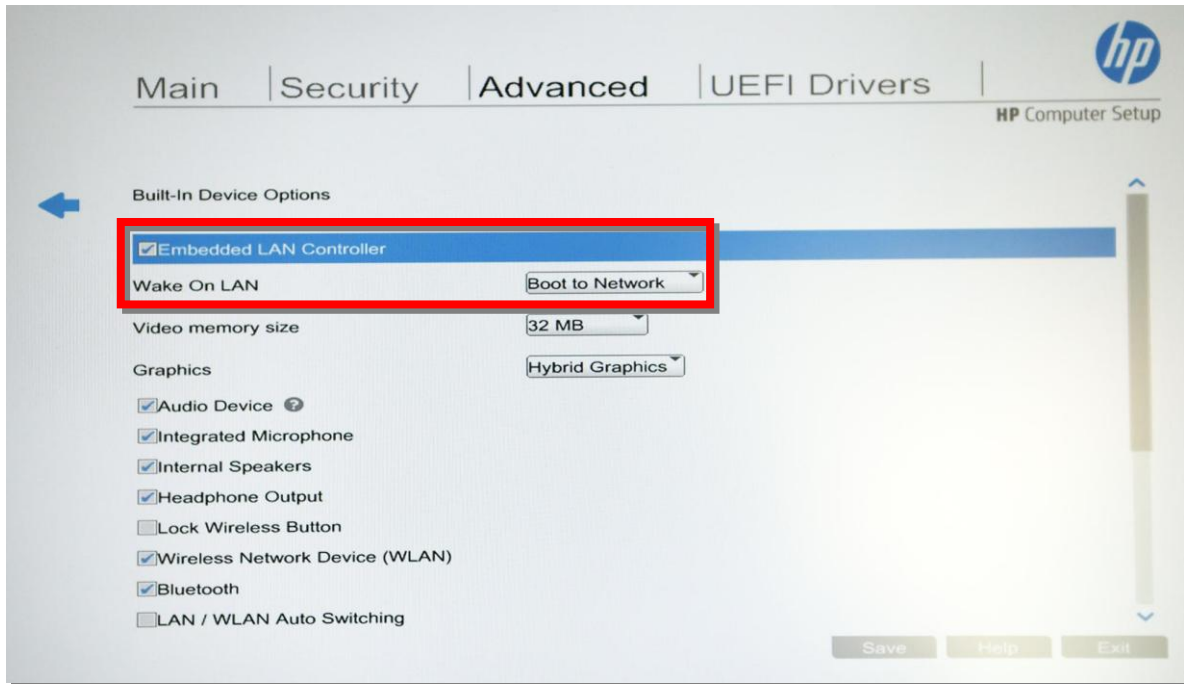 hp
Main Security Advanced UEFI Drivers
HP Computer Setup
Built-In Device Options
Embedded LAN Controller
Wake On LAN Boot to Network
Video memory size 32 MB
Graphics Hybrid Graphics
Audio Device ?
Integrated Microphone
Internal Speakers
Headphone Output
Lock Wireless Button
Wireless Network Device (WLAN)
Bluetooth
LAN / WLAN Auto Switching
Save Help Exit